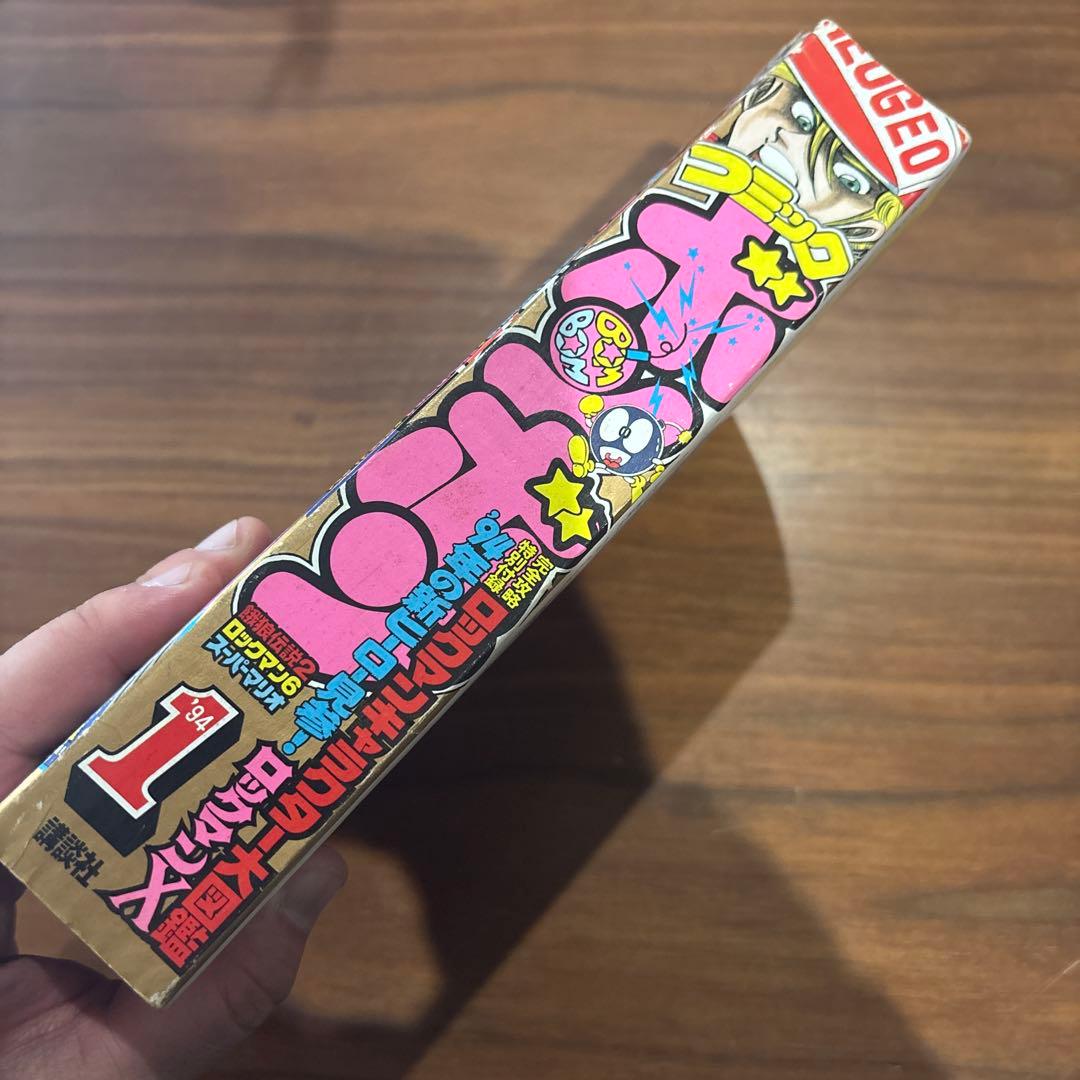 NEOGEO
コミック
ボンボン
BOM
BOM
完全攻略
特別付録
ロックマンキャラクター大図鑑
'94年の新ヒーロー見参!
ロックマンX
餓狼伝説2
ロックマン6
スーパーマリオ
'94
1
講談社